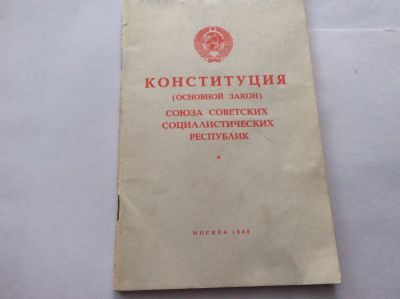 КОНСТИТУЦИЯ
(ОСНОВНОЙ ЗАКОН)
СОЮЗА СОВЕТСКИХ
СОЦИАЛИСТИЧЕСКИХ
РЕСПУБЛИК
МОСКВА